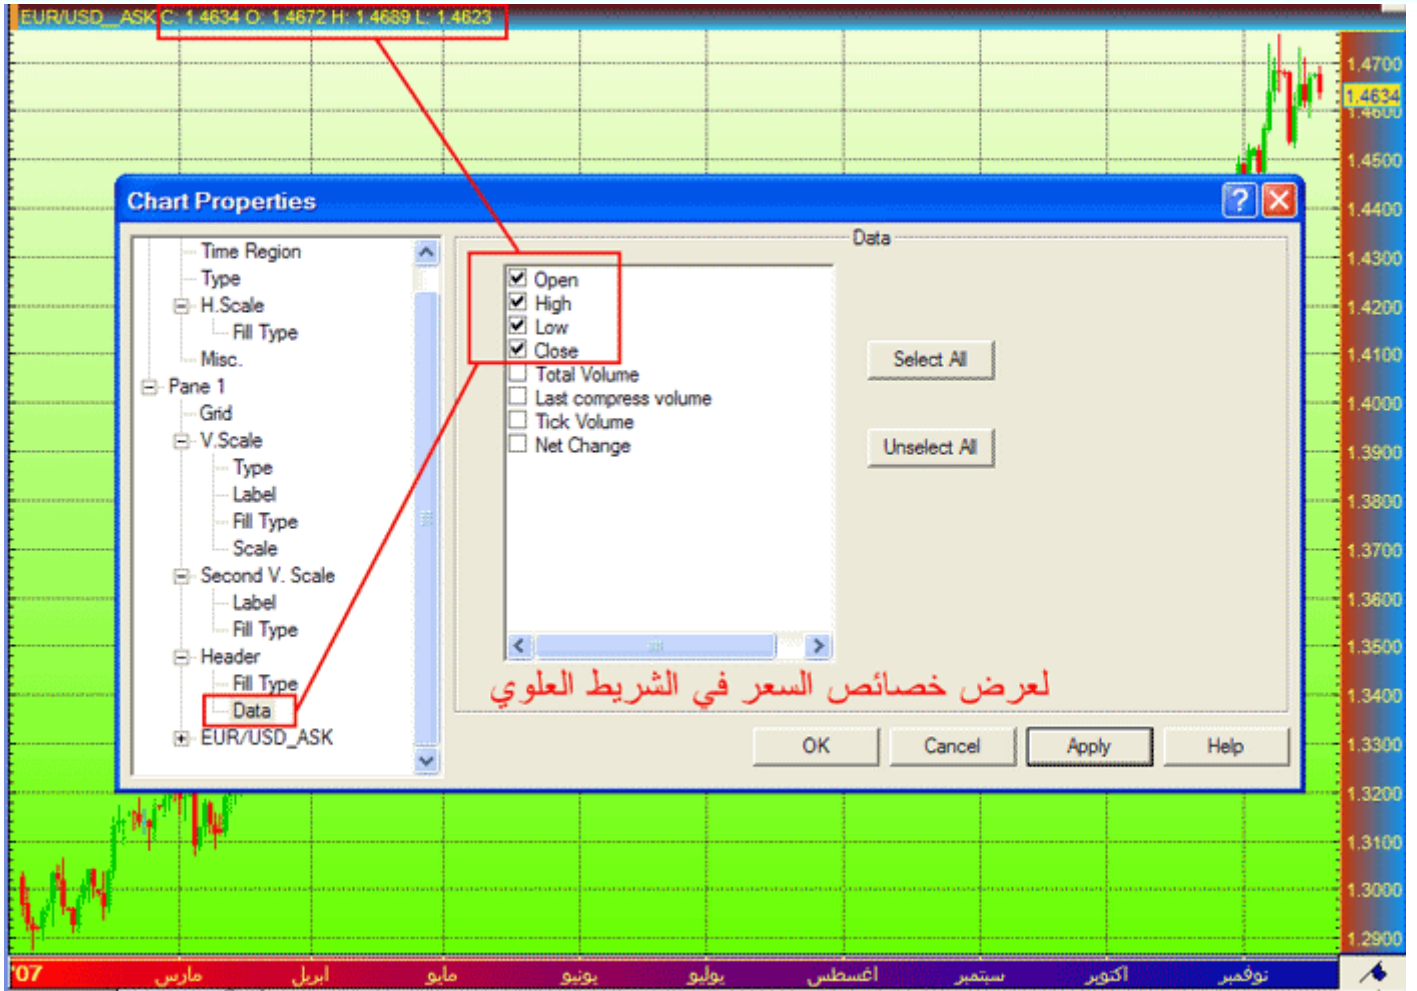 EUR/USD__ASK C: 1.4634 O: 1.4672 H: 1.4689 L: 1.4623
1.4700
1.4634
1.4600
1.4500
Chart Properties
1.4400
Data
Time Region
1.4300
Type
Open
H.Scale
High
1.4200
Fill Type
Low
Misc.
Close
Select All
1.4100
Pane 1
Total Volume
Grid
Last compress volume
1.4000
Tick Volume
V.Scale
Net Change
Unselect All
1.3900
Type
Label
1.3800
Fill Type
Scale
1.3700
Second V. Scale
Label
1.3600
Fill Type
Header
1.3500
Fill Type
لعرض خصائص السعر في الشريط العلوي
1.3400
Data
EUR/USD_ASK
OK
Cancel
Apply
Help
1.3300
1.3200
1.3100
1.3000
1.2900
'07
مارس
ابريل
مايو
يونيو
يوليو
اغسطس
سبتمبر
اكتوبر
نوفمبر